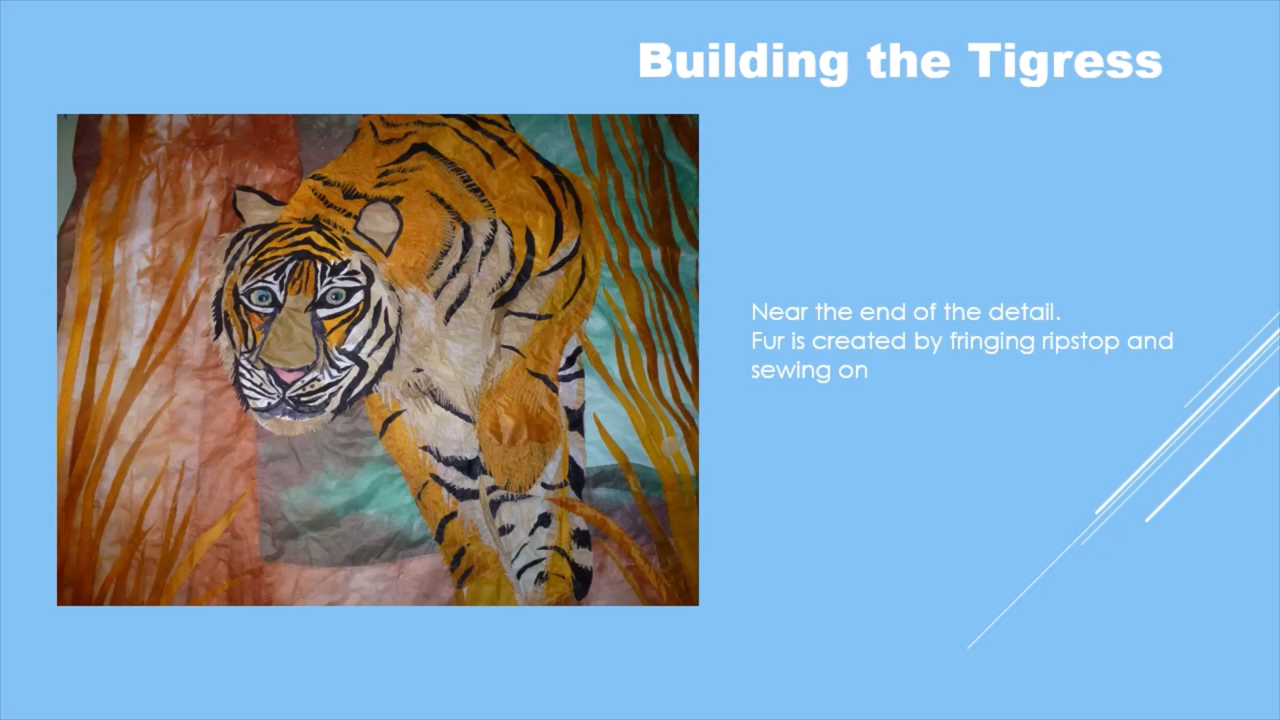 Building the Tigress
Near the end of the detail.
Fur is created by fringing ripstop and
sewing on